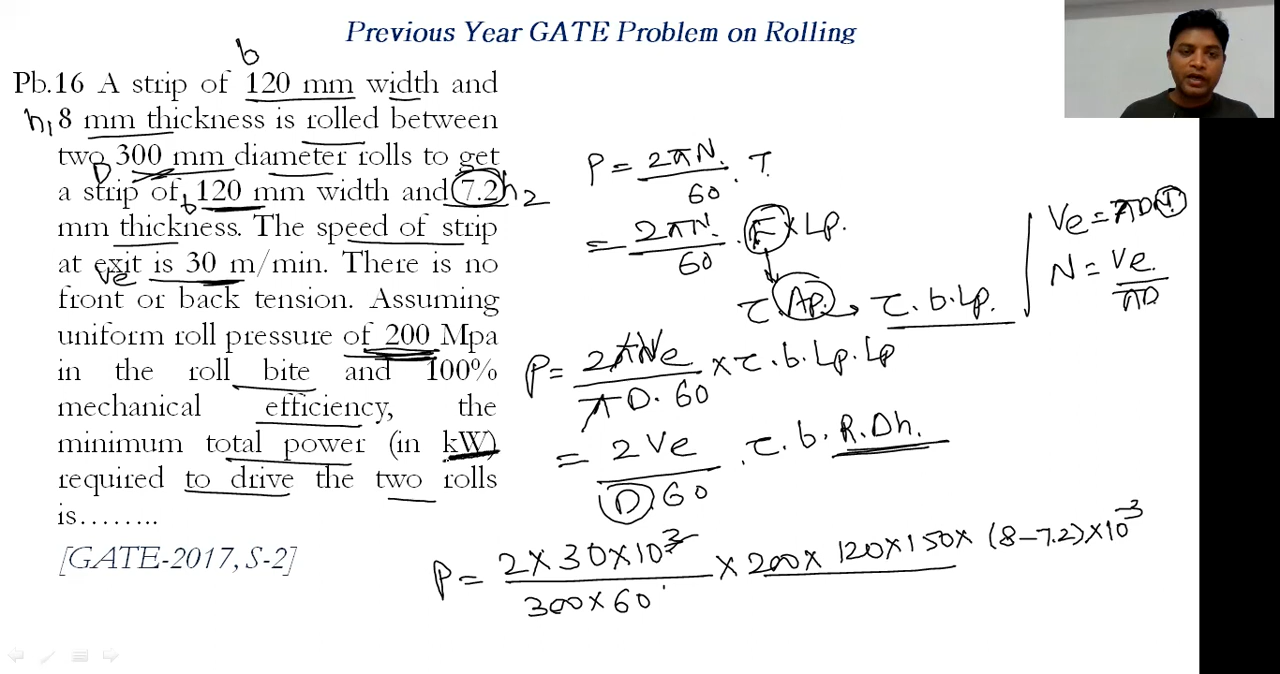 Previous Year GATE Problem on Rolling
b
Pb.16 A strip of 120 mm width and
h1 8 mm thickness is rolled between
two 300 mm diameter rolls to get
D
a strip of 120 mm width and 7.2 h2
b
mm thickness. The speed of strip
at exit is 30 m/min. There is no
Ve
front or back tension. Assuming
uniform roll pressure of 200 Mpa
in the roll bite and 100%
mechanical efficiency, the
minimum total power (in kW)
required to drive the two rolls
is……..
[GATE-2017, S-2]
P = 2πN/60 . T
= 2πN/60 . F × Lp.
τ. Ap. → τ. b. Lp.
Ve = πDN
N = Ve/πD
P = 2πVe/πD.60 × τ. b. Lp. Lp
= 2Ve/D.60 . τ. b. R. Dh.
P = 2×30×10³/300×60 × 200 × 120×150× (8-7.2)×10⁻³